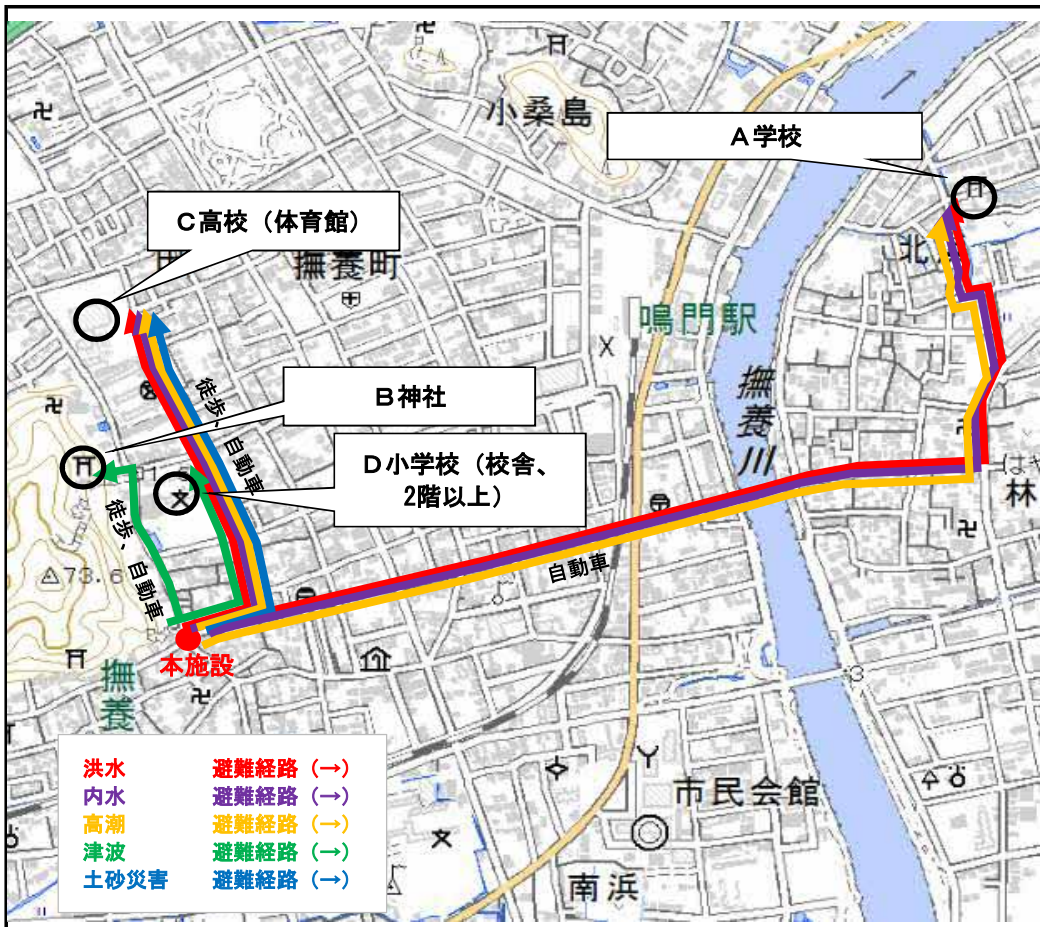 小桑島
A学校
C高校（体育館）
撫養町
北
鳴門駅
撫養川
B神社
D小学校（校舎、
2階以上）
徒歩、自動車
徒歩、自動車
73.6
林
自動車
本施設
撫養
市民会館
南浜
洪水 避難経路（→）
内水 避難経路（→）
高潮 避難経路（→）
津波 避難経路（→）
土砂災害 避難経路（→）